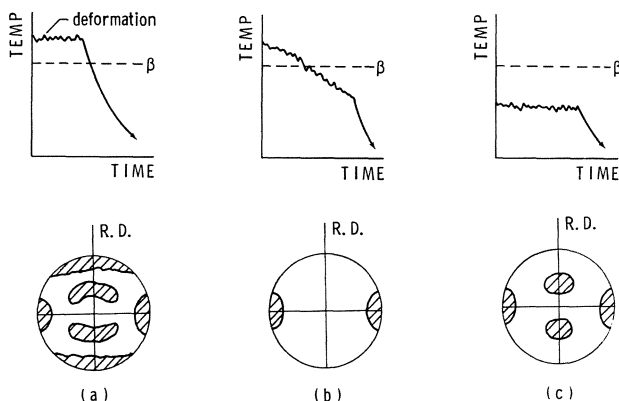 deformation
TEMP
β
TIME
TEMP
β
TIME
TEMP
β
TIME
R.D.
R.D.
R.D.
(a)
(b)
(c)